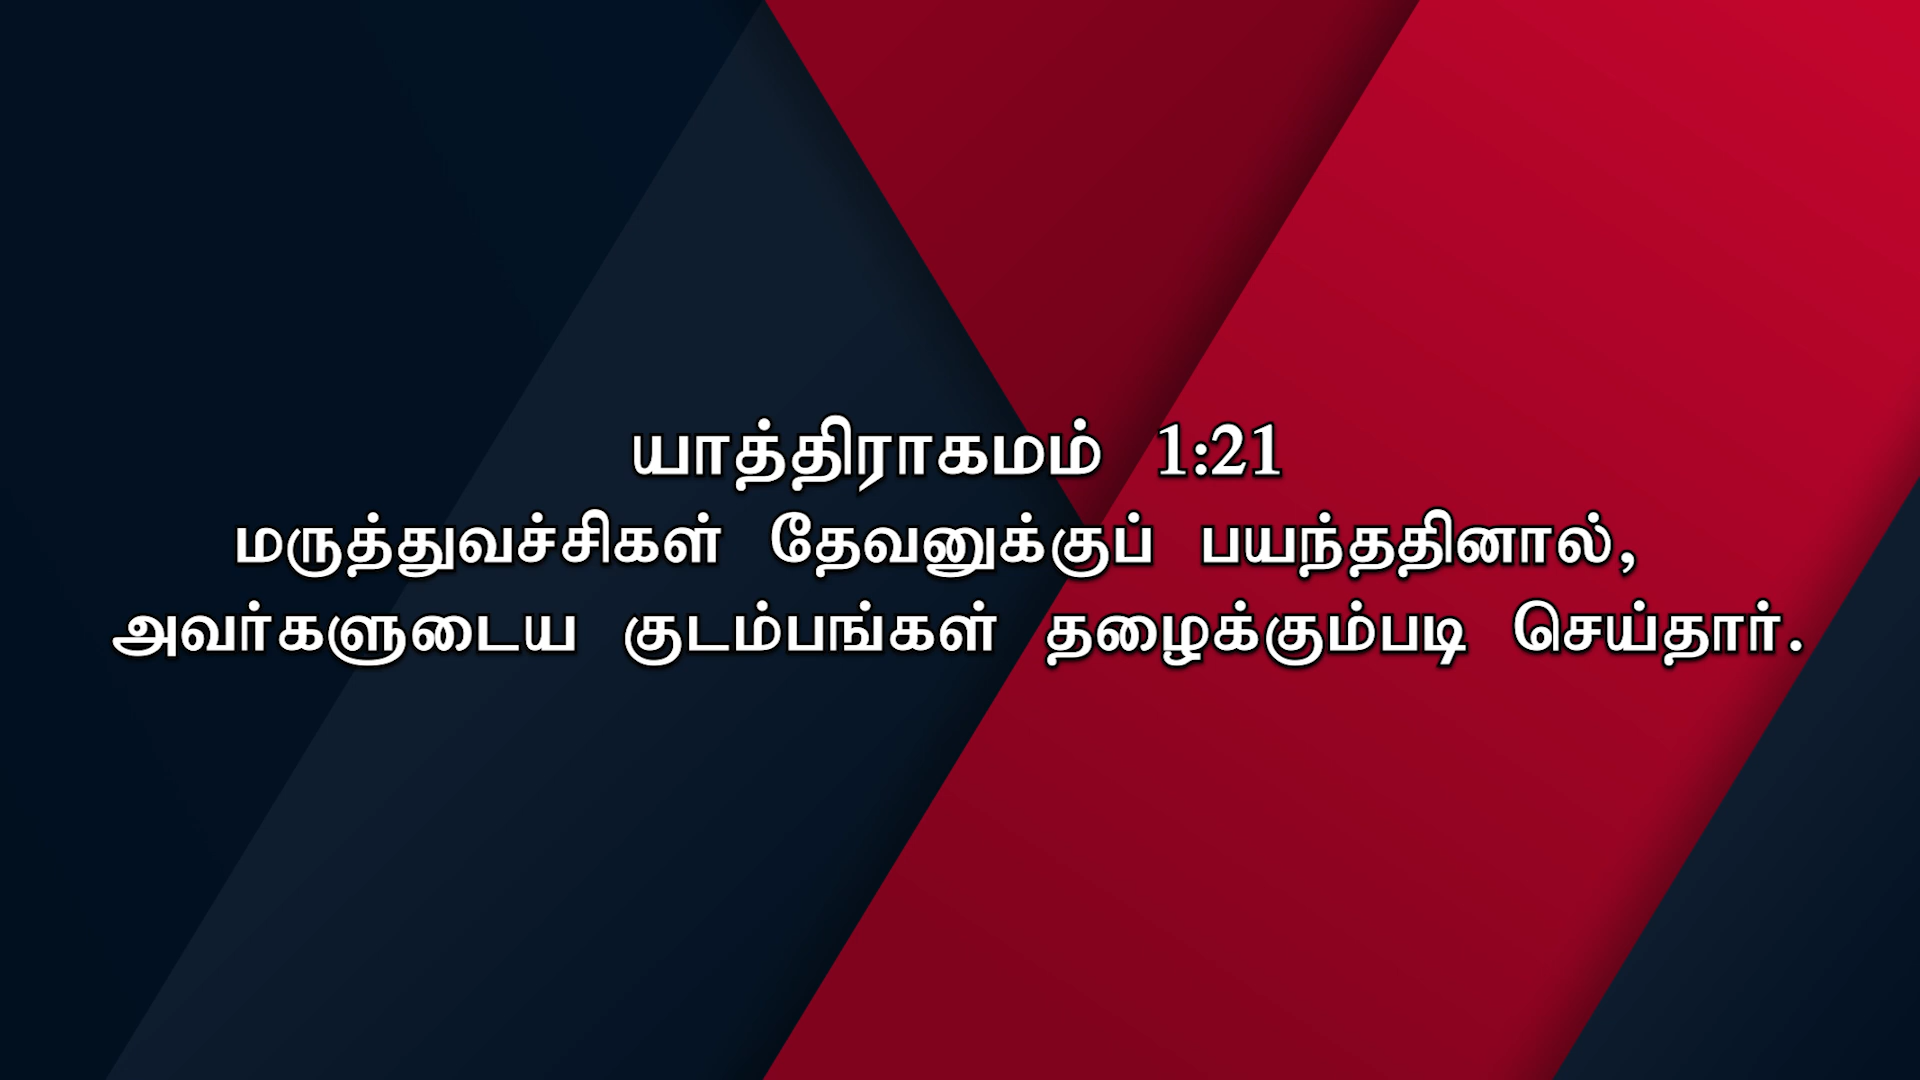 யாத்திராகமம் 1:21
மருத்துவச்சிகள் தேவனுக்குப் பயந்ததினால்,
அவர்களுடைய குடம்பங்கள் தழைக்கும்படி செய்தார்.